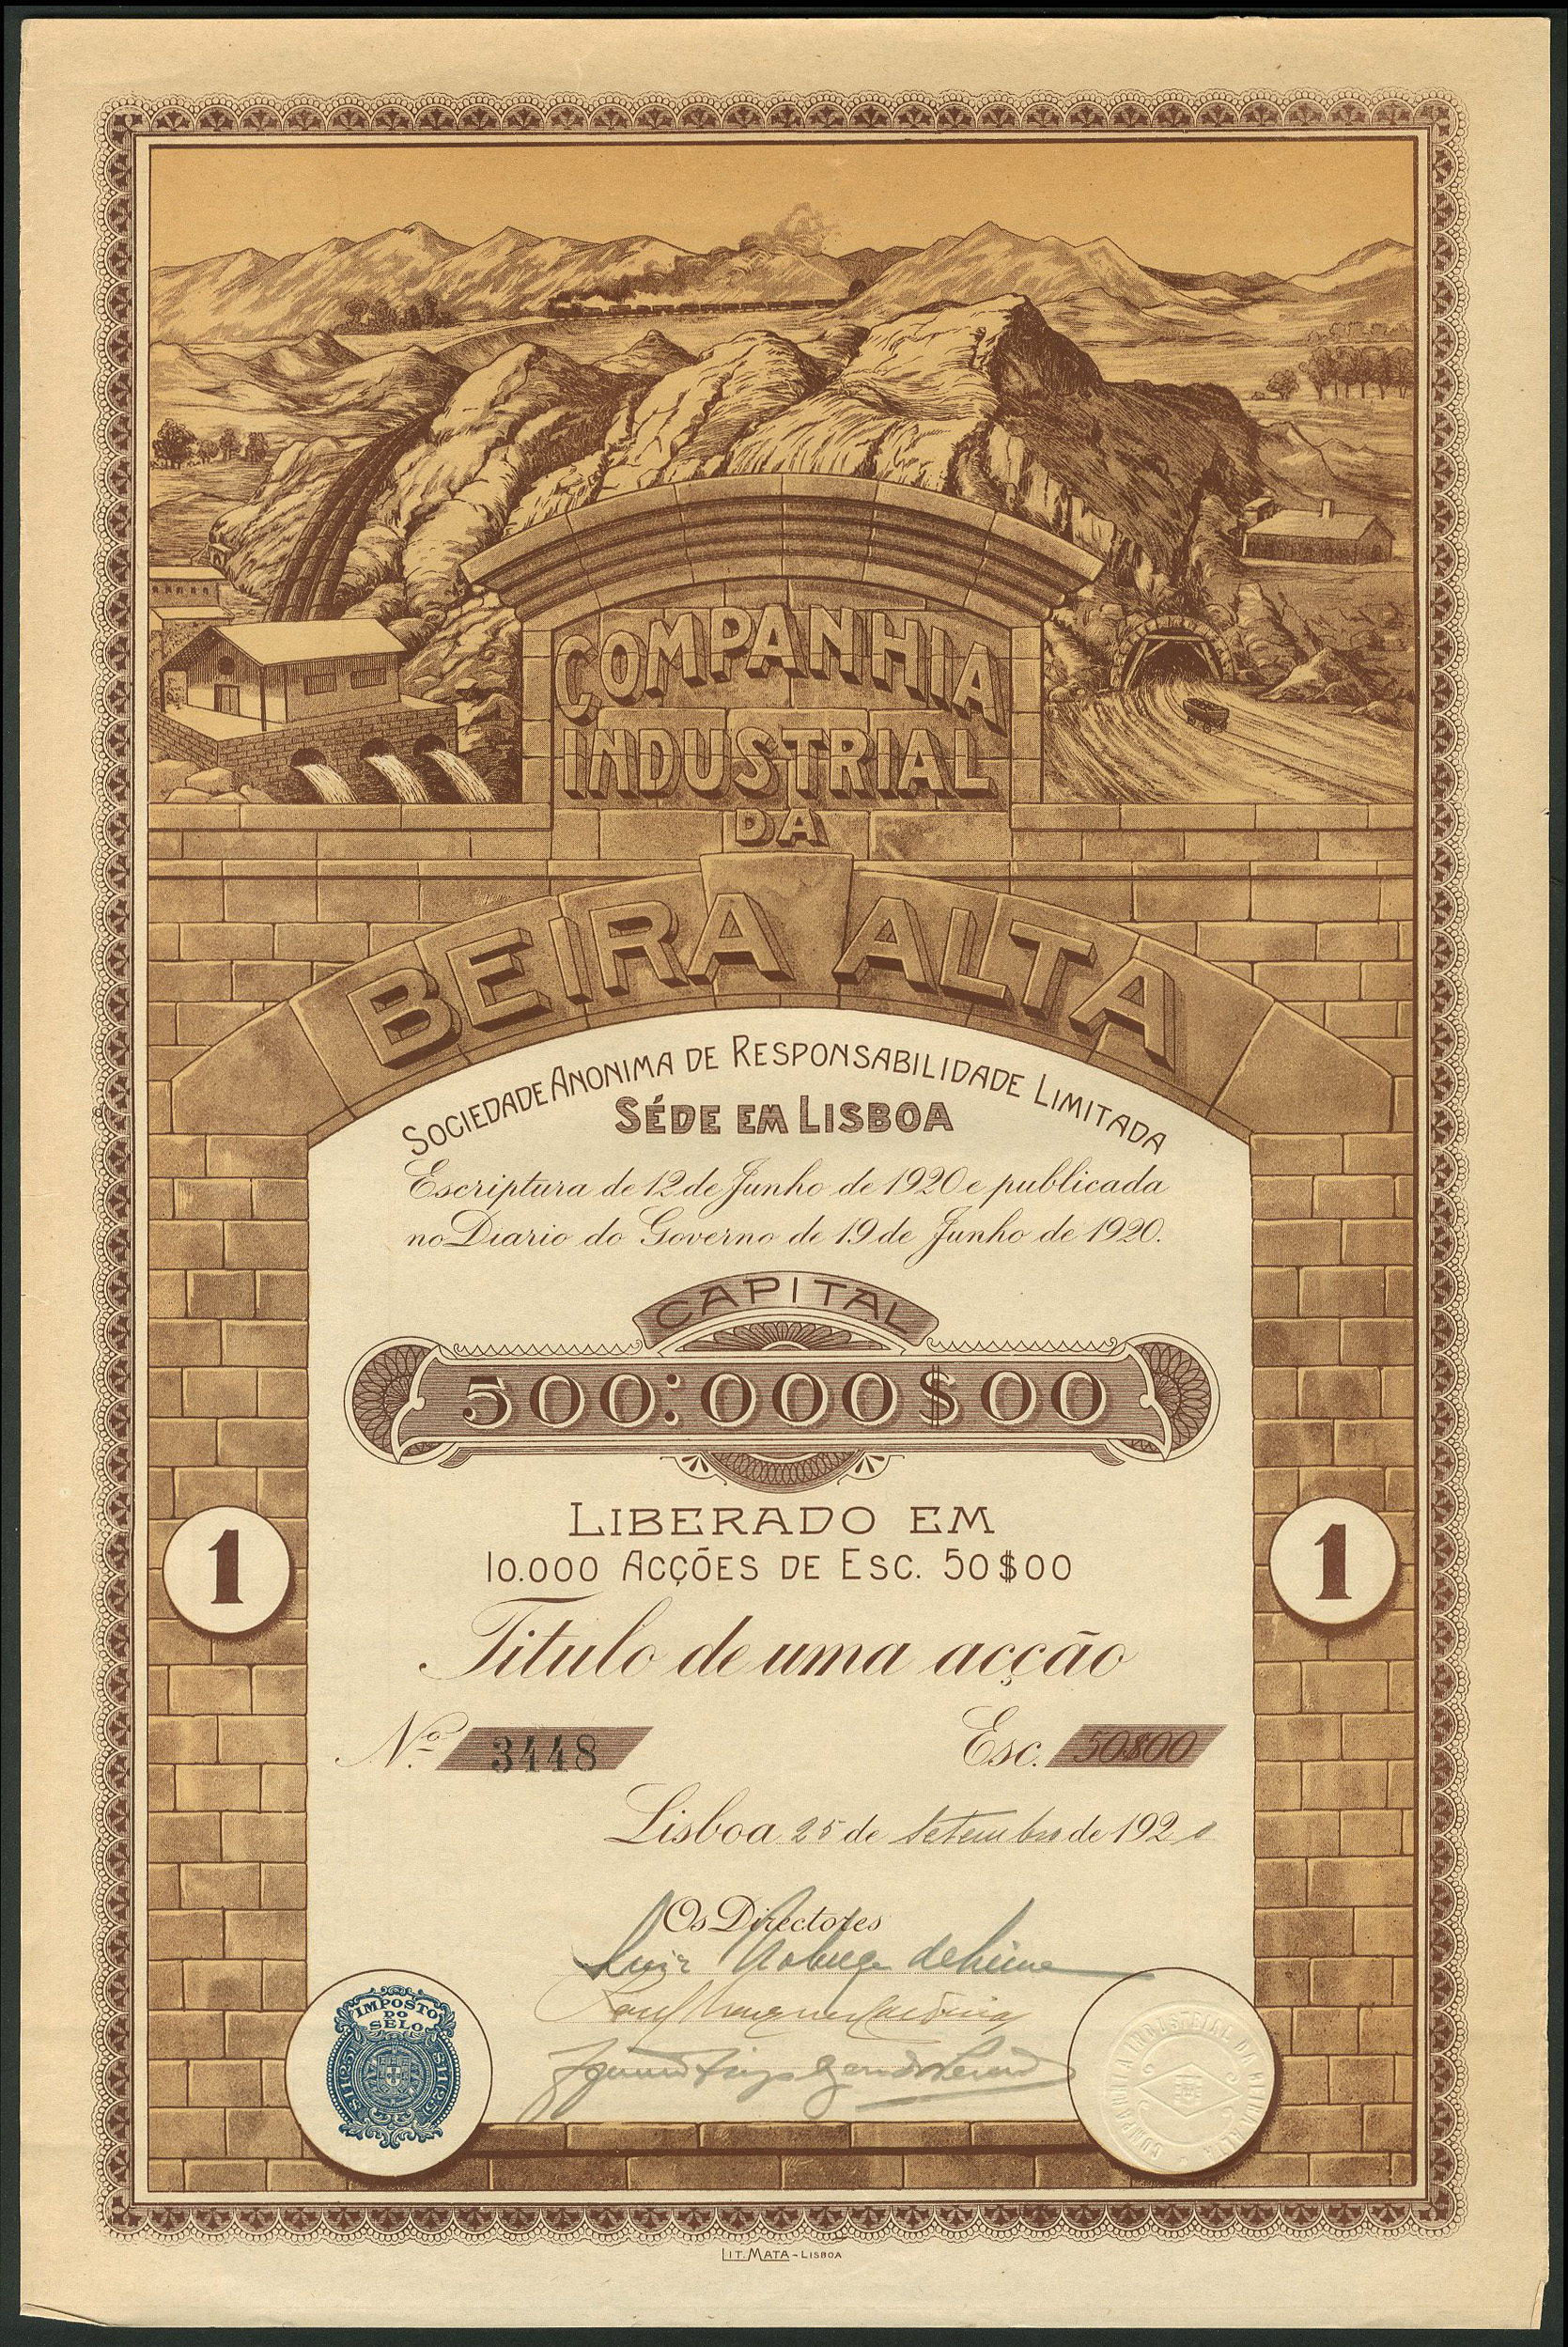 COMPANHIA
INDUSTRIAL
DA
BEIRA ALTA
SOCIEDADE ANONIMA DE RESPONSABILIDADE LIMITADA
SÉDE EM LISBOA
Escriptura de 12 de Junho de 1920 e publicada
no Diario do Governo de 19 de Junho de 1920.
CAPITAL
500:000$00
LIBERADO EM
10.000 ACÇÕES DE ESC. 50$00
1
1
Titulo de uma acção
Nº 3448
Esc. 50$00
Lisboa 25 de Setembro de 1920
Os Directores
Luiz
IMPOSTO
DO
SELO
COMPANHIA INDUSTRIAL DA BEIRA ALTA
LIT. MATA - LISBOA